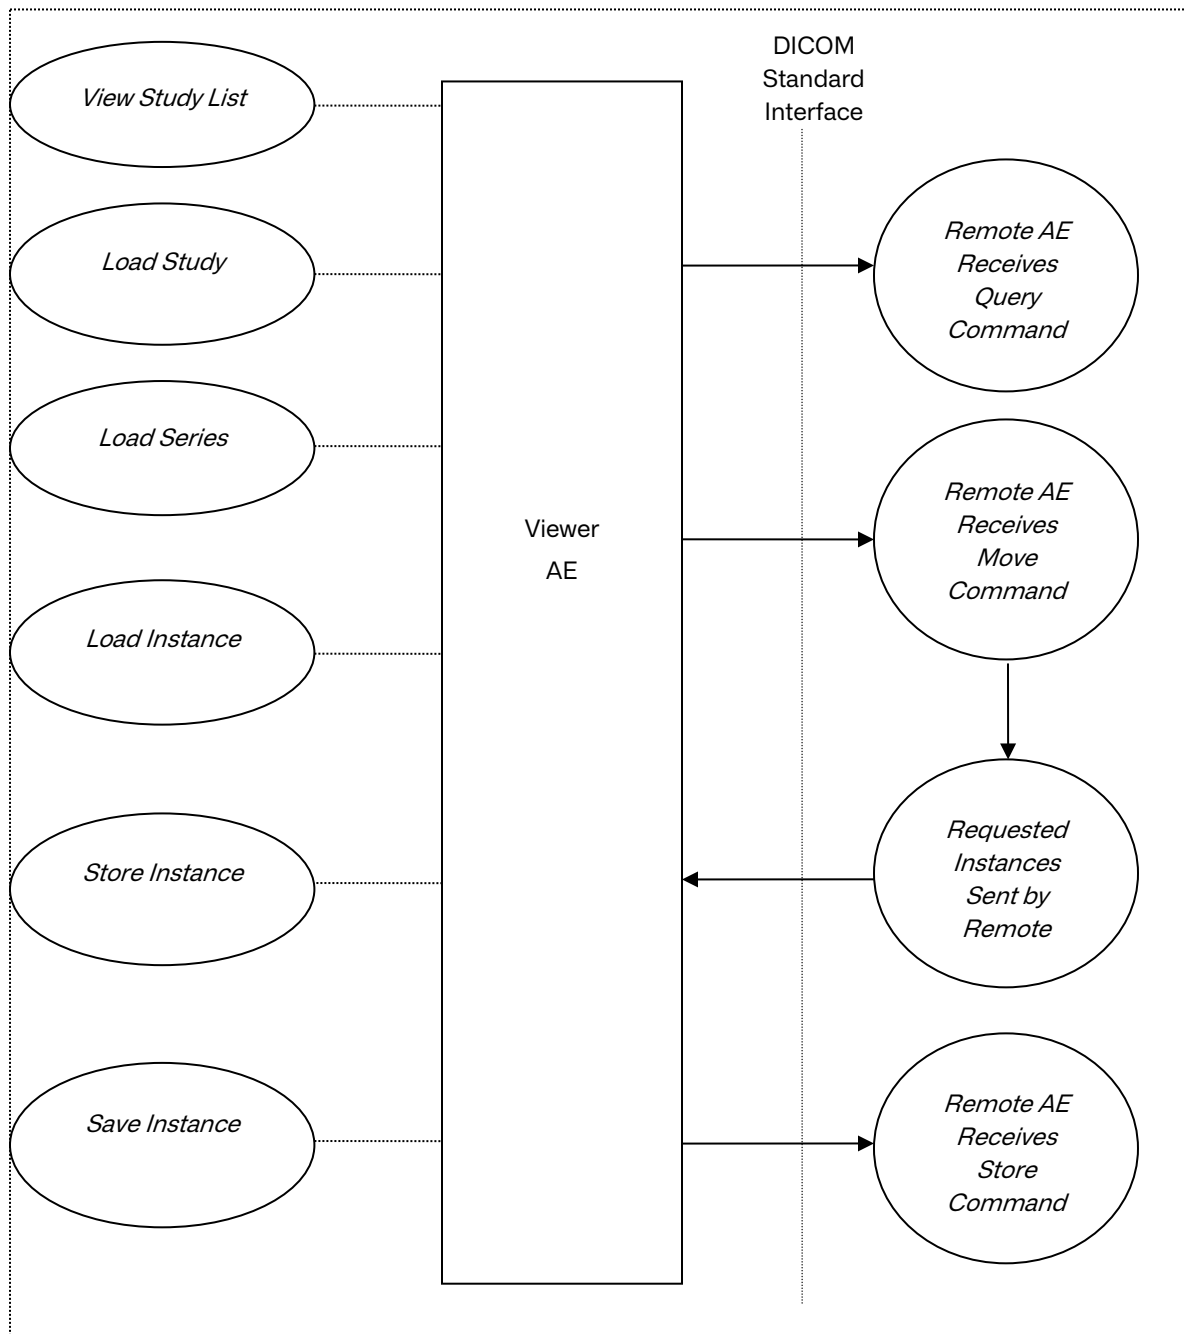 View Study List
Load Study
Load Series
Load Instance
Store Instance
Save Instance
Viewer
AE
DICOM
Standard
Interface
Remote AE
Receives
Query
Command
Remote AE
Receives
Move
Command
Requested
Instances
Sent by
Remote
Remote AE
Receives
Store
Command